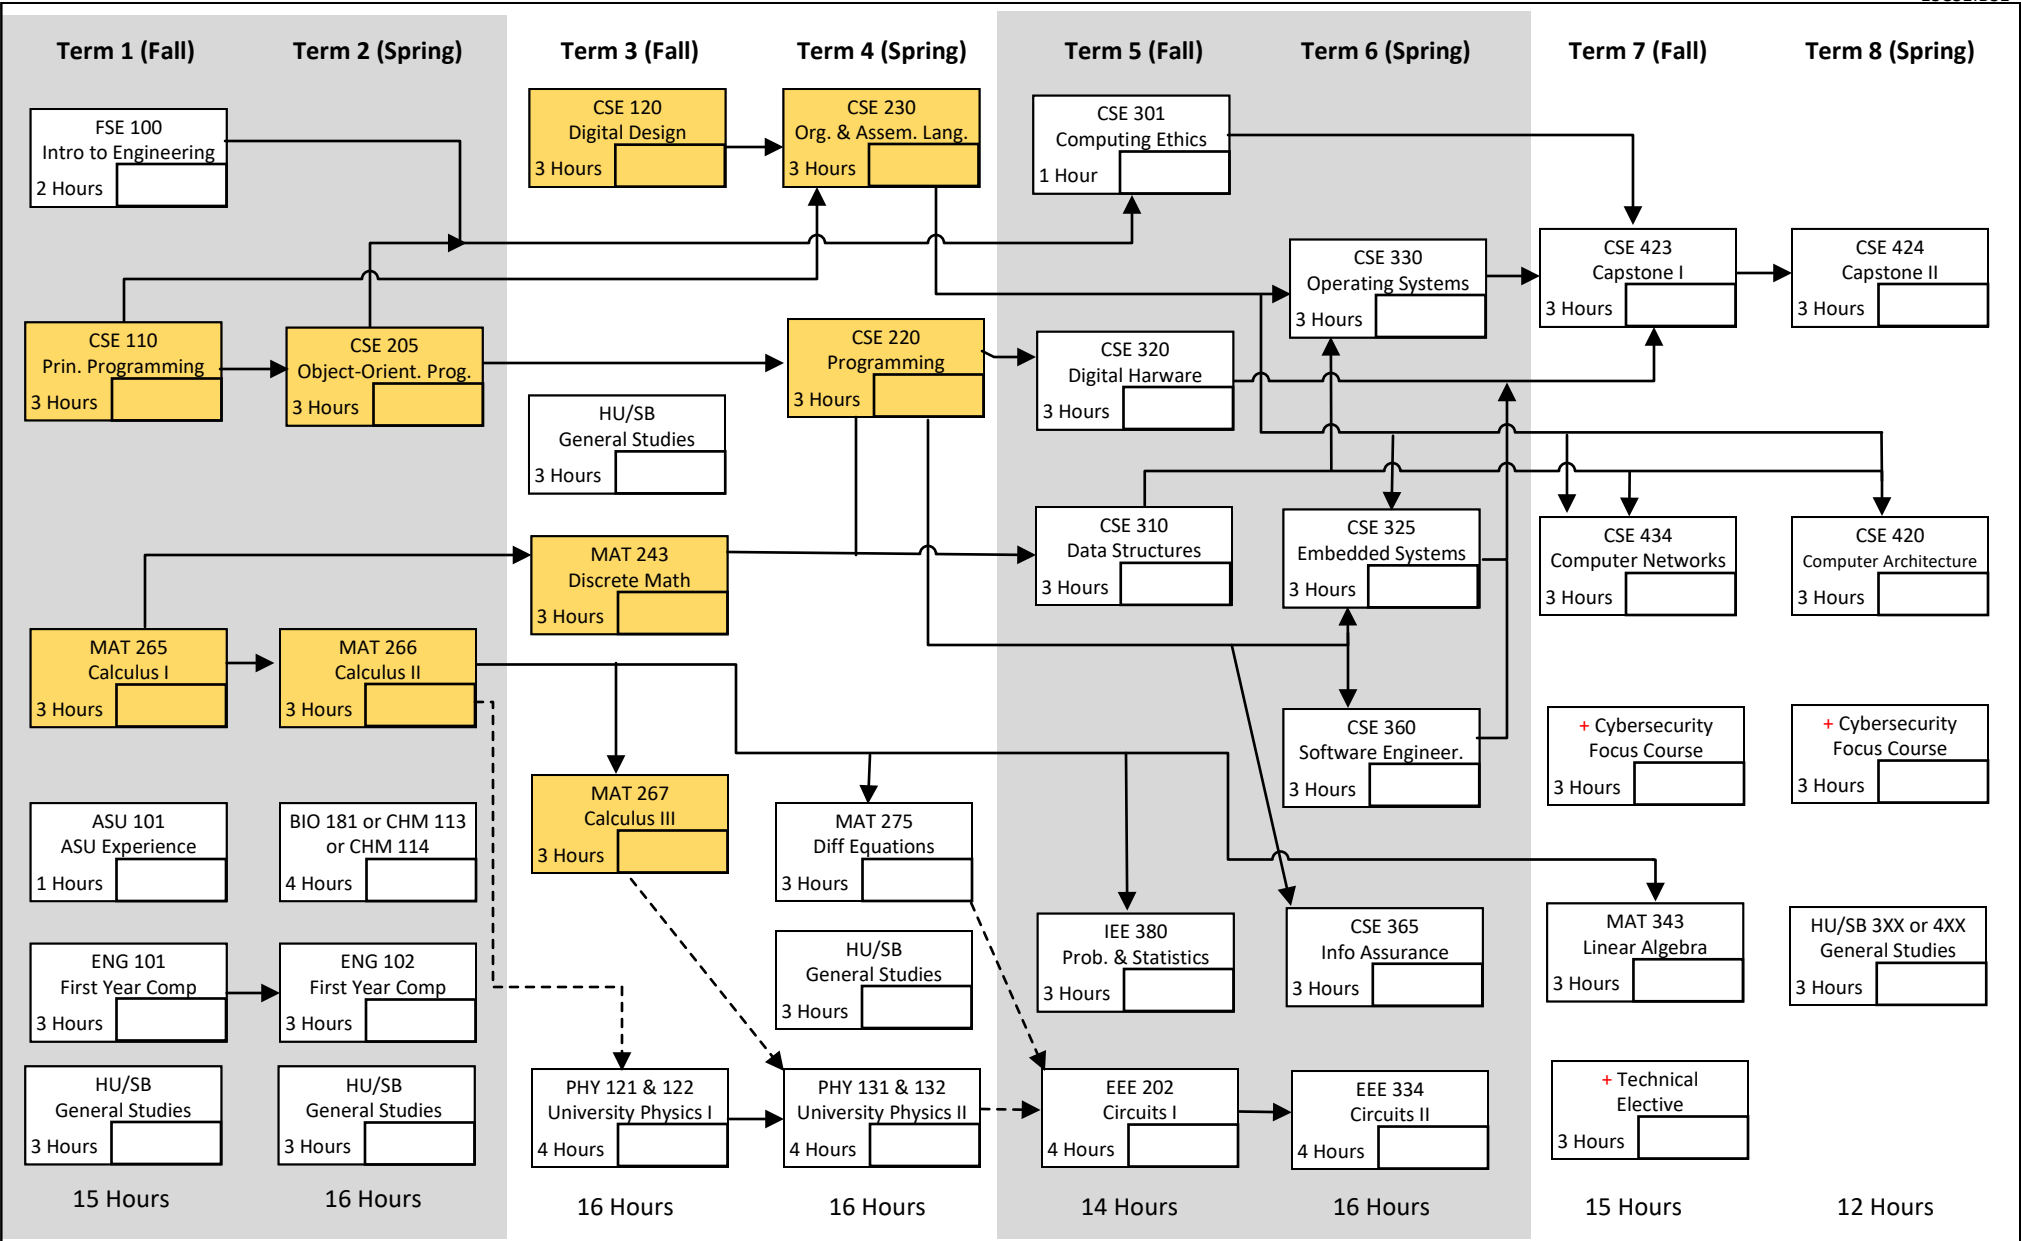 Term 1 (Fall)
Term 2 (Spring)
Term 3 (Fall)
Term 4 (Spring)
Term 5 (Fall)
Term 6 (Spring)
Term 7 (Fall)
Term 8 (Spring)
FSE 100
Intro to Engineering
2 Hours
CSE 110
Prin. Programming
3 Hours
MAT 265
Calculus I
3 Hours
ASU 101
ASU Experience
1 Hours
ENG 101
First Year Comp
3 Hours
HU/SB
General Studies
3 Hours
15 Hours
CSE 205
Object-Orient. Prog.
3 Hours
MAT 266
Calculus II
3 Hours
BIO 181 or CHM 113
or CHM 114
4 Hours
ENG 102
First Year Comp
3 Hours
HU/SB
General Studies
3 Hours
16 Hours
CSE 120
Digital Design
3 Hours
HU/SB
General Studies
3 Hours
MAT 243
Discrete Math
3 Hours
MAT 267
Calculus III
3 Hours
PHY 121 & 122
University Physics I
4 Hours
16 Hours
CSE 230
Org. & Assem. Lang.
3 Hours
CSE 220
Programming
3 Hours
MAT 275
Diff Equations
3 Hours
HU/SB
General Studies
3 Hours
PHY 131 & 132
University Physics II
4 Hours
16 Hours
CSE 301
Computing Ethics
1 Hour
CSE 320
Digital Harware
3 Hours
CSE 310
Data Structures
3 Hours
IEE 380
Prob. & Statistics
3 Hours
EEE 202
Circuits I
4 Hours
14 Hours
CSE 330
Operating Systems
3 Hours
CSE 325
Embedded Systems
3 Hours
CSE 360
Software Engineer.
3 Hours
CSE 365
Info Assurance
3 Hours
EEE 334
Circuits II
4 Hours
16 Hours
CSE 423
Capstone I
3 Hours
CSE 434
Computer Networks
3 Hours
+ Cybersecurity
Focus Course
3 Hours
MAT 343
Linear Algebra
3 Hours
+ Technical
Elective
3 Hours
15 Hours
CSE 424
Capstone II
3 Hours
CSE 420
Computer Architecture
3 Hours
+ Cybersecurity
Focus Course
3 Hours
HU/SB 3XX or 4XX
General Studies
3 Hours
12 Hours